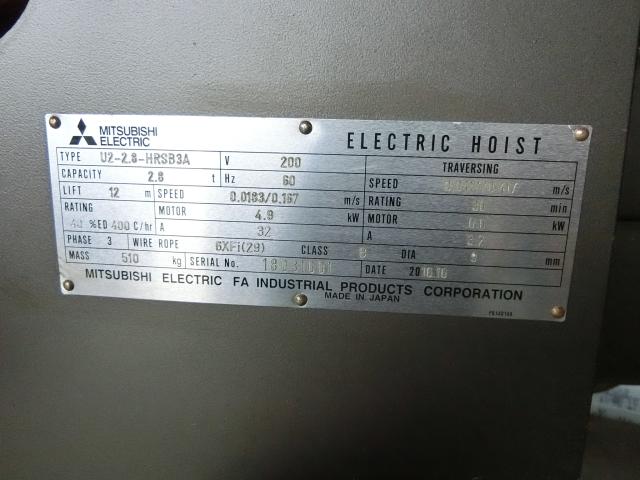 MITSUBISHI ELECTRIC
ELECTRIC HOIST
TYPE U2-2.8-HRSB3A V 200 TRAVERSING
CAPACITY 2.8 t Hz 60
LIFT 12 m SPEED 0.0183/0.167 m/s SPEED m/s
RATING MOTOR 4.9 kW RATING min
40 %ED 400 C/hr A 32 MOTOR kW
PHASE 3 WIRE ROPE 6XFi(29) CLASS DIA mm A
MASS 510 kg SERIAL No. DATE
MITSUBISHI ELECTRIC FA INDUSTRIAL PRODUCTS CORPORATION
MADE IN JAPAN